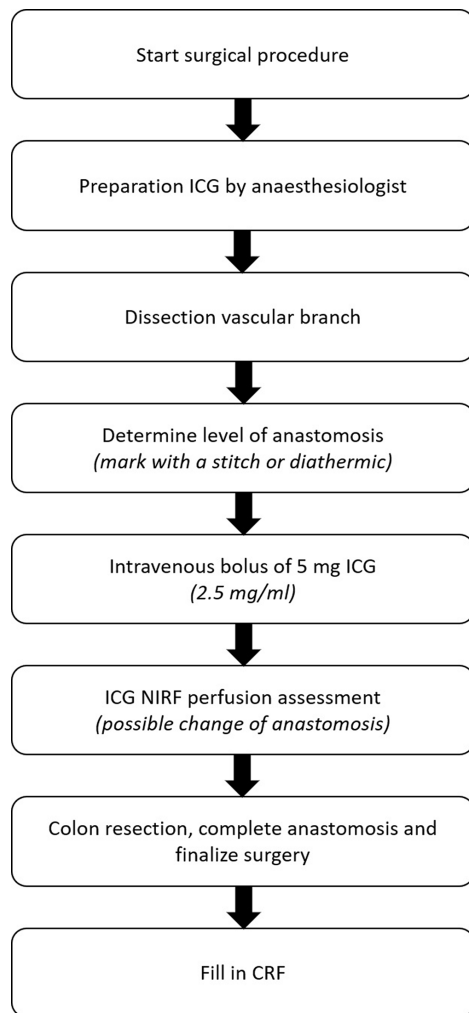 Start surgical procedure
Preparation ICG by anaesthesiologist
Dissection vascular branch
Determine level of anastomosis
(mark with a stitch or diathermic)
Intravenous bolus of 5 mg ICG
(2.5 mg/ml)
ICG NIRF perfusion assessment
(possible change of anastomosis)
Colon resection, complete anastomosis and
finalize surgery
Fill in CRF